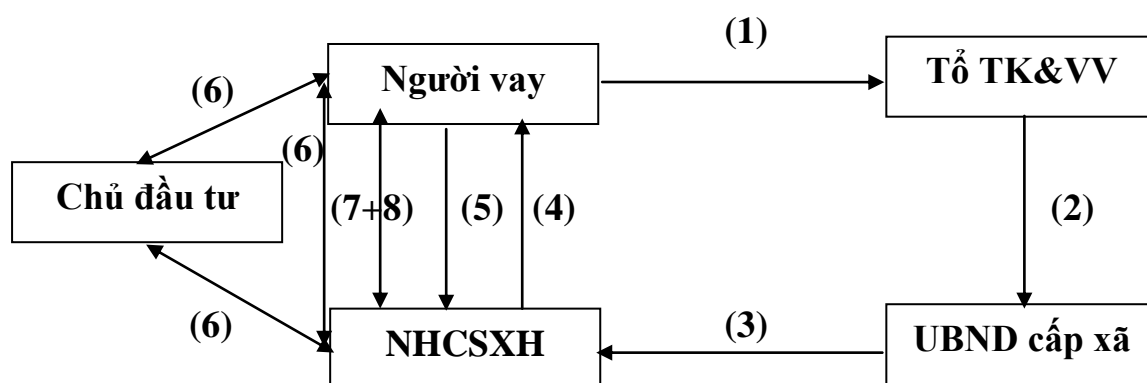 (1)
Người vay
Tổ TK&VV
(6)
(6)
Chủ đầu tư
(7+8)
(5)
(4)
(2)
(6)
(3)
NHCSXH
UBND cấp xã